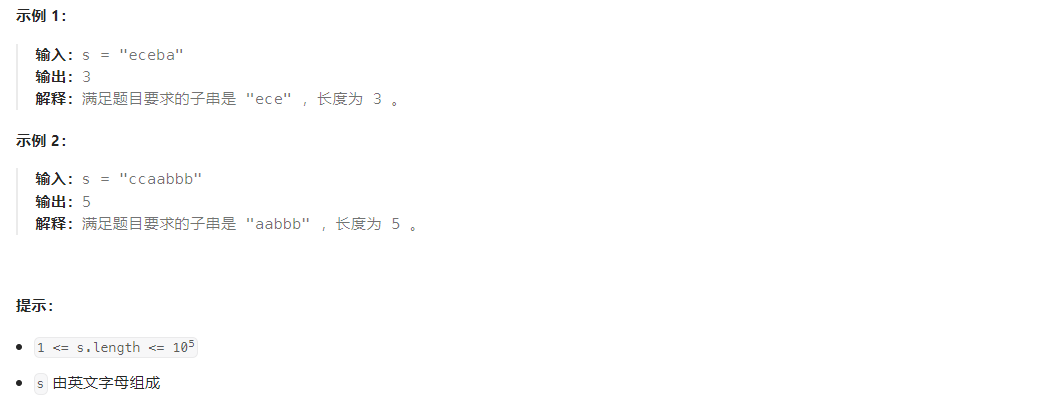 示例 1：
输入：s = "eceba"
输出：3
解释：满足题目要求的子串是 "ece" ，长度为 3 。
示例 2：
输入：s = "ccaabbb"
输出：5
解释：满足题目要求的子串是 "aabbb" ，长度为 5 。
提示：
1 <= s.length <= 10⁵
s 由英文字母组成